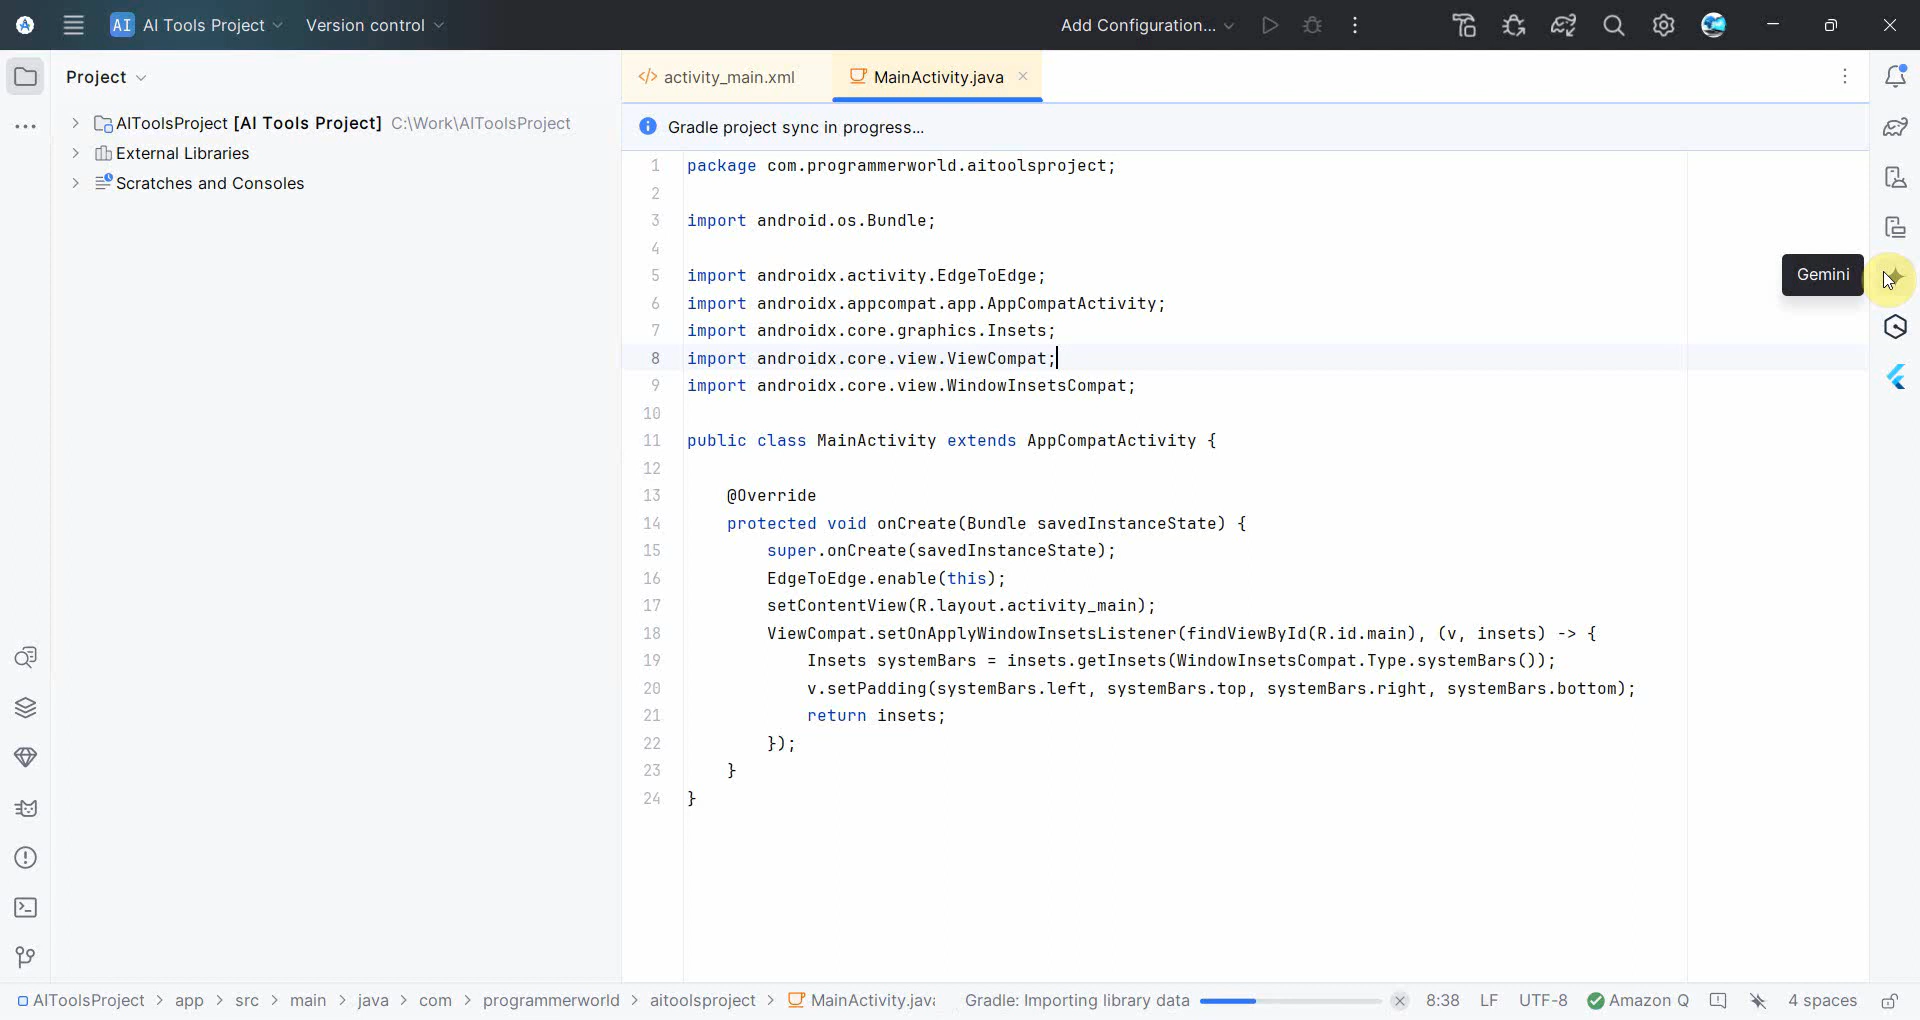 AI AI Tools Project Version control Add Configuration...
Project
activity_main.xml MainActivity.java
AIToolsProject [AI Tools Project] C:\Work\AIToolsProject
External Libraries
Scratches and Consoles
Gradle project sync in progress...
1 package com.programmerworld.aitoolsproject;
2
3 import android.os.Bundle;
4
5 import androidx.activity.EdgeToEdge;
6 import androidx.appcompat.app.AppCompatActivity;
7 import androidx.core.graphics.Insets;
8 import androidx.core.view.ViewCompat;
9 import androidx.core.view.WindowInsetsCompat;
10
11 public class MainActivity extends AppCompatActivity {
12
13 @Override
14 protected void onCreate(Bundle savedInstanceState) {
15 super.onCreate(savedInstanceState);
16 EdgeToEdge.enable(this);
17 setContentView(R.layout.activity_main);
18 ViewCompat.setOnApplyWindowInsetsListener(findViewById(R.id.main), (v, insets) -> {
19 Insets systemBars = insets.getInsets(WindowInsetsCompat.Type.systemBars());
20 v.setPadding(systemBars.left, systemBars.top, systemBars.right, systemBars.bottom);
21 return insets;
22 });
23 }
24 }
Gemini
AIToolsProject > app > src > main > java > com > programmerworld > aitoolsproject > MainActivity.java Gradle: Importing library data 8:38 LF UTF-8 Amazon Q 4 spaces